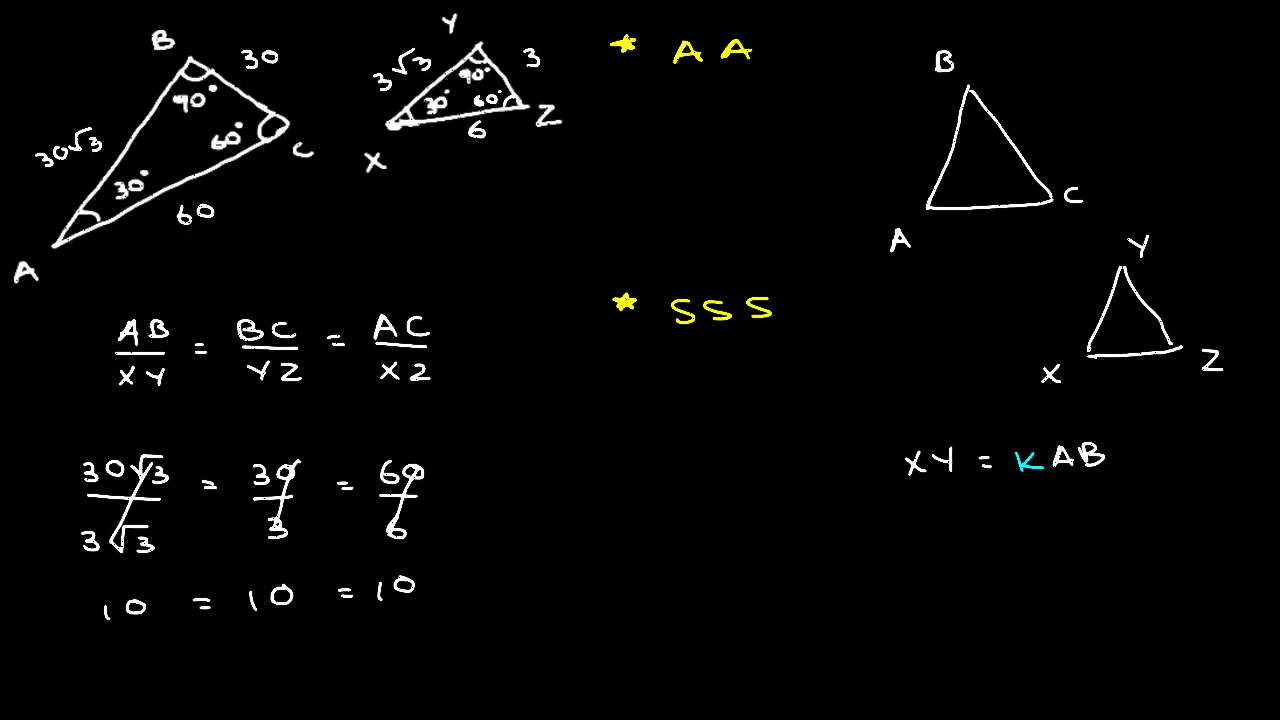 B 30
30√3 90° 60° C
30° 60
A
Y
3√3 90° 3
30° 60° Z
X 6
* A A
B
A C
Y
X Z
* S S S
AB/XY = BC/YZ = AC/XZ
30√3/3√3 = 30/3 = 60/6
10 = 10 = 10
XY = KAB